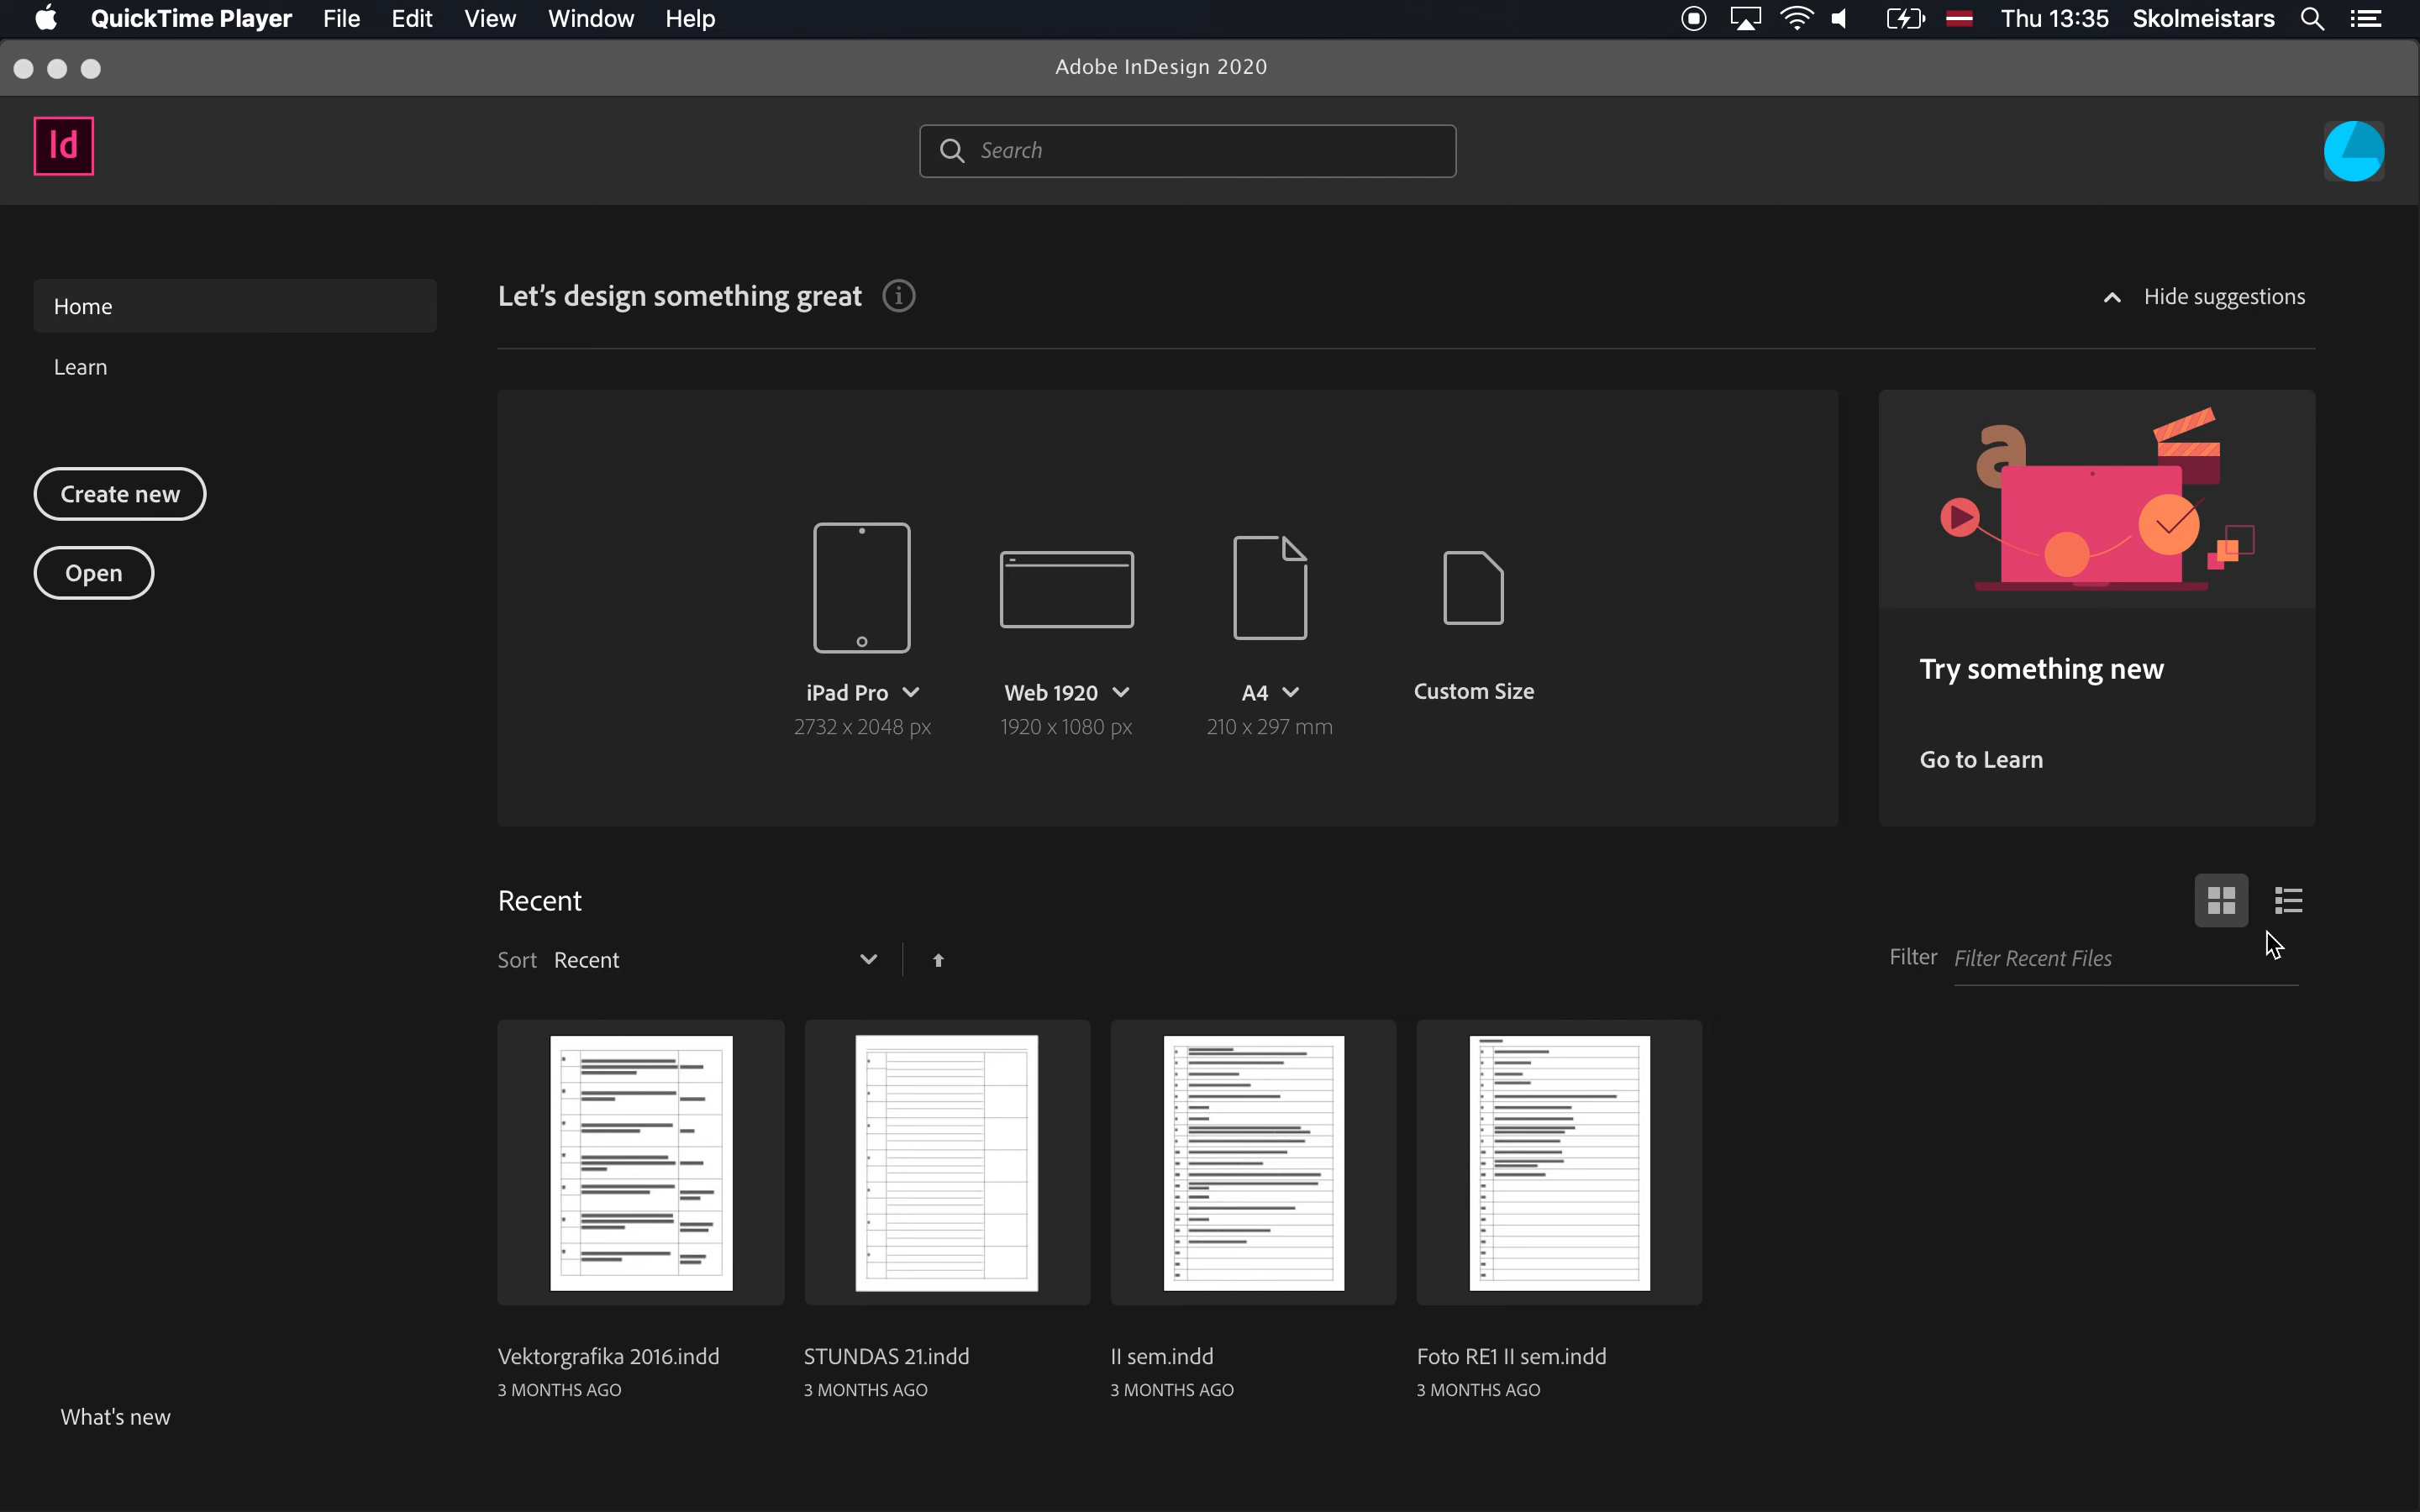 QuickTime Player File Edit View Window Help Thu 13:35 Skolmeistars
Adobe InDesign 2020
Id
Search
Home
Learn
Create new
Open
Let's design something great
Hide suggestions
iPad Pro
2732 x 2048 px
Web 1920
1920 x 1080 px
A4
210 x 297 mm
Custom Size
a
Try something new
Go to Learn
Recent
Sort Recent
Filter Filter Recent Files
Vektorgrafika 2016.indd
3 MONTHS AGO
STUNDAS 21.indd
3 MONTHS AGO
II sem.indd
3 MONTHS AGO
Foto RE1 II sem.indd
3 MONTHS AGO
What's new